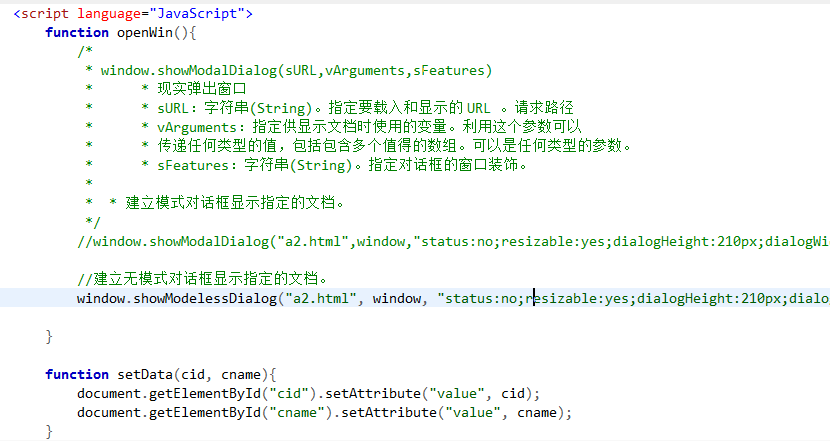 <script language="JavaScript">
function openWin(){
/*
* window.showModalDialog(sURL,vArguments,sFeatures)
* * 现实弹出窗口
* * sURL：字符串(String)。指定要载入和显示的 URL 。请求路径
* * vArguments：指定供显示文档时使用的变量。利用这个参数可以
* * 传递任何类型的值，包括包含多个值得的数组。可以是任何类型的参数。
* * sFeatures：字符串(String)。指定对话框的窗口装饰。
*
* * 建立模式对话框显示指定的文档。
*/
//window.showModalDialog("a2.html",window,"status:no;resizable:yes;dialogHeight:210px;dialogWi
//建立无模式对话框显示指定的文档。
window.showModelessDialog("a2.html", window, "status:no;resizable:yes;dialogHeight:210px;dialo
}
function setData(cid, cname){
document.getElementById("cid").setAttribute("value", cid);
document.getElementById("cname").setAttribute("value", cname);
}